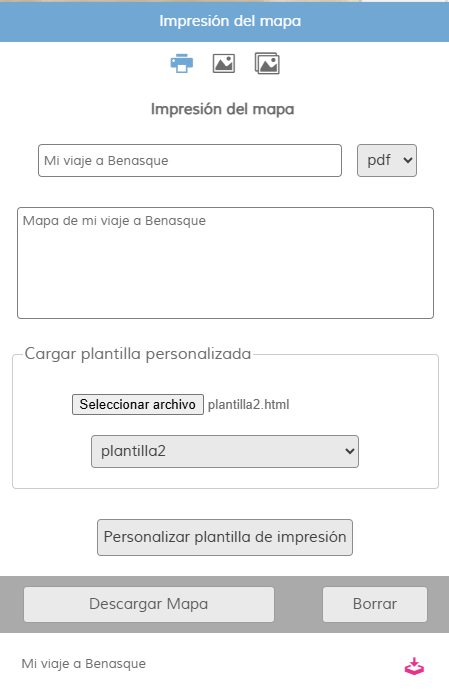 Impresión del mapa
Impresión del mapa
Mi viaje a Benasque pdf
Mapa de mi viaje a Benasque
Cargar plantilla personalizada
Seleccionar archivo plantilla2.html
plantilla2
Personalizar plantilla de impresión
Descargar Mapa Borrar
Mi viaje a Benasque